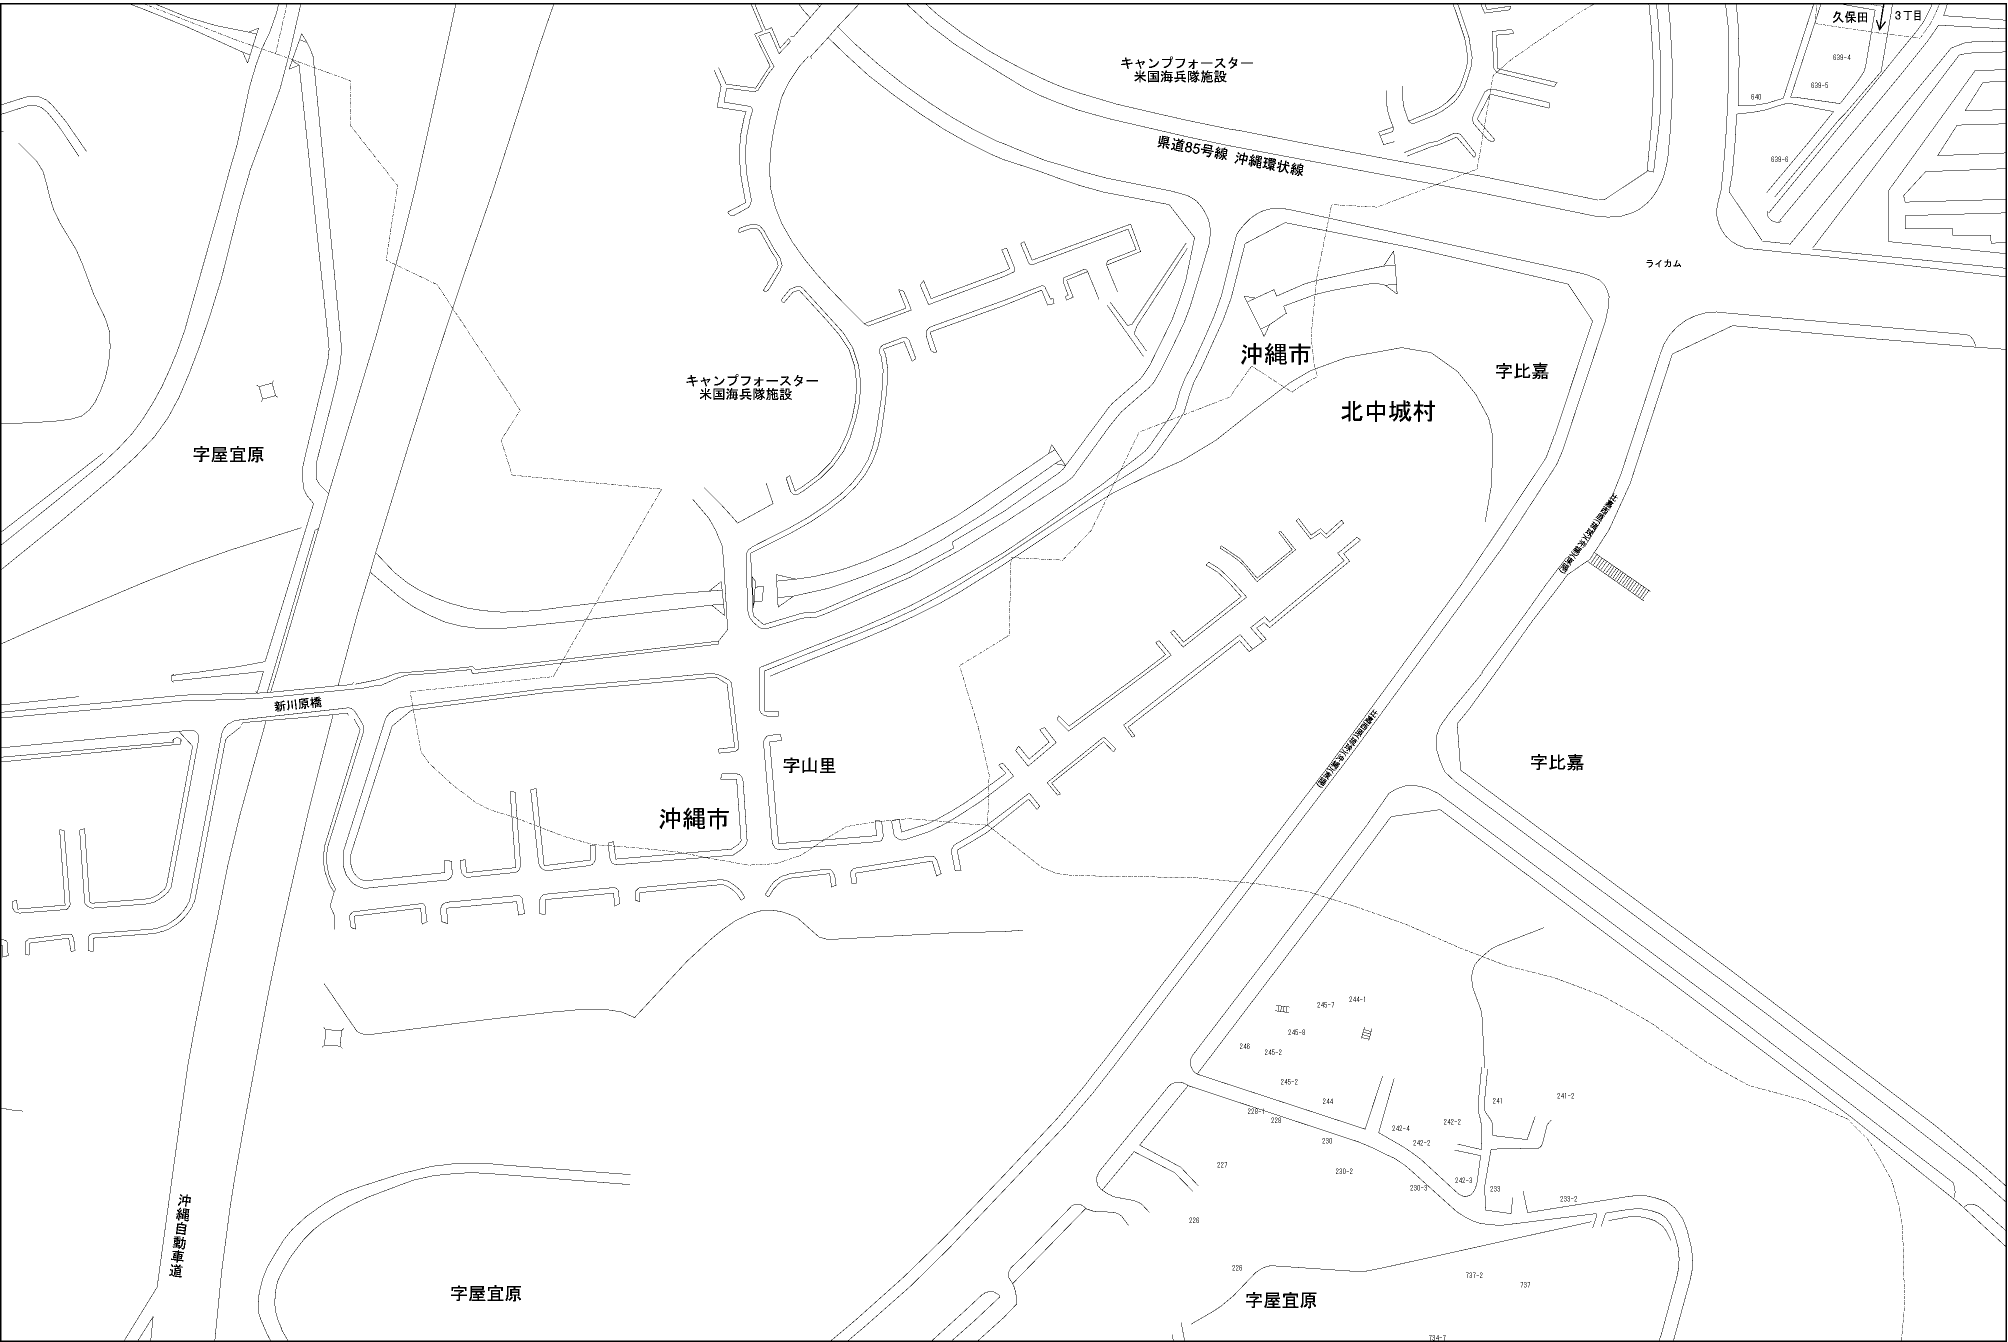 久保田
3丁目
キャンプフォースター
米国海兵隊施設
639-4
639-5
640
県道85号線 沖縄環状線
639-6
ライカム
沖縄市
字比嘉
キャンプフォースター
米国海兵隊施設
北中城村
字屋宜原
新川原橋
字山里
字比嘉
沖縄市
244-1
245-7
245-8
246
245-2
245-2
241-2
241
244
228-1
228
242-2
242-4
230
242-2
227
230-2
242-3
230-3
233
233-2
226
沖縄自動車道
226
737-2
737
字屋宜原
字屋宜原
734-7